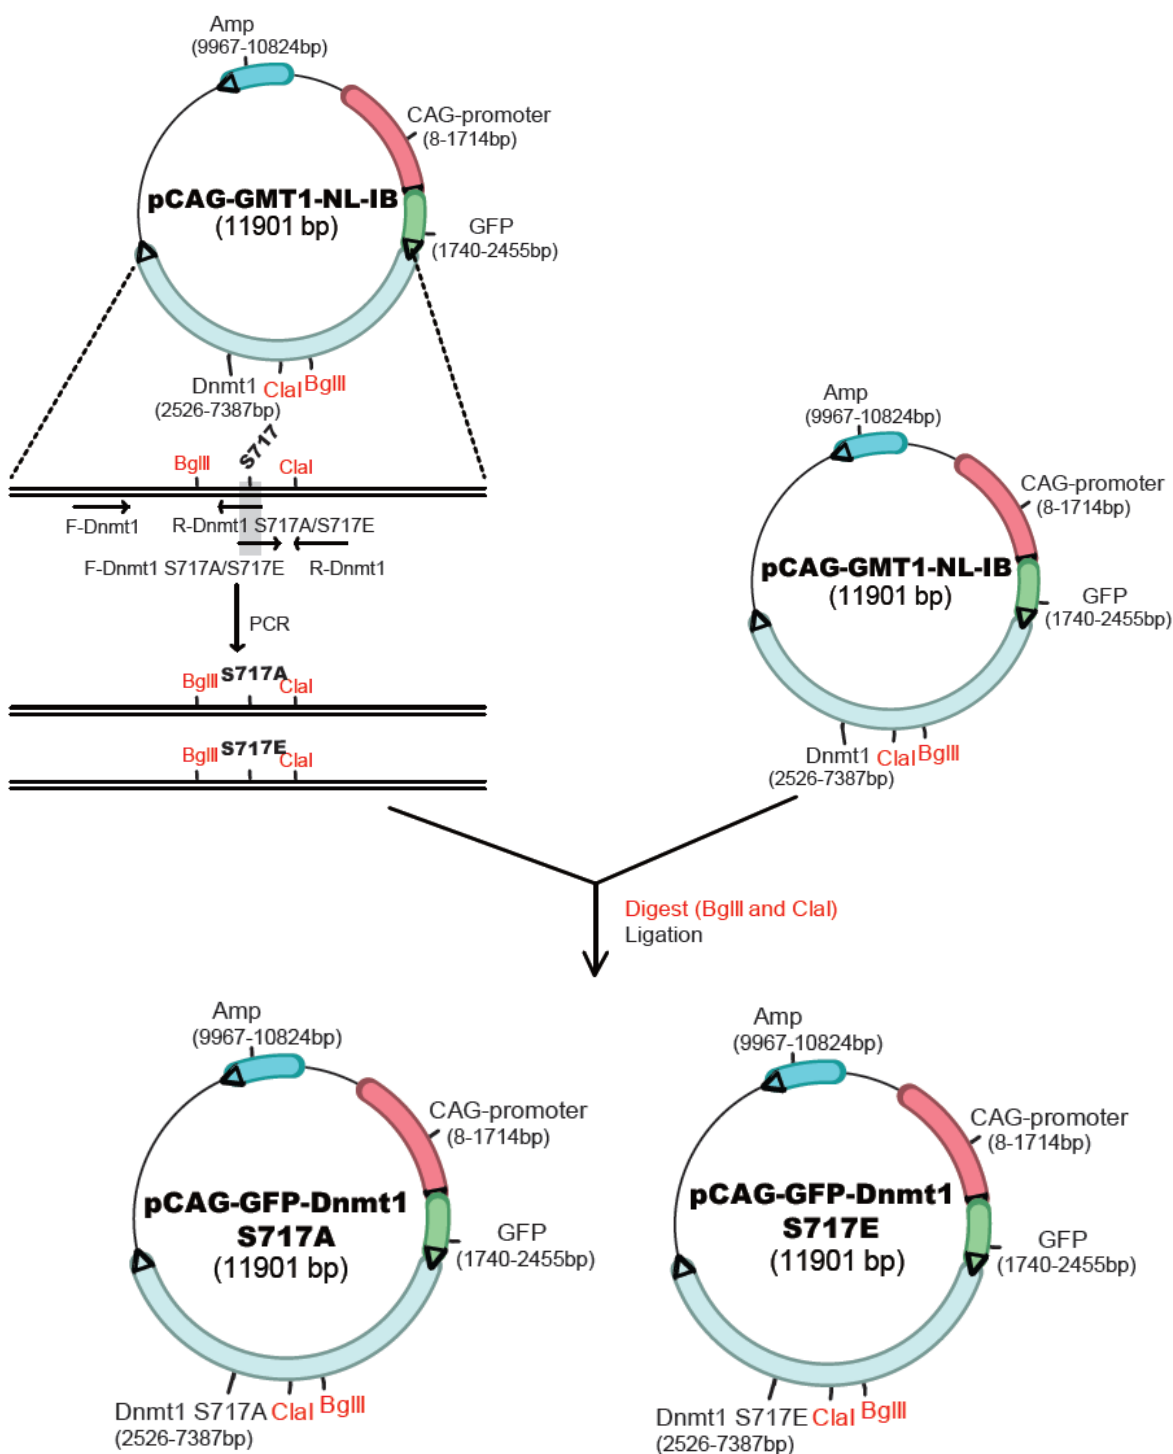 Amp
(9967-10824bp)
CAG-promoter
(8-1714bp)
pCAG-GMT1-NL-IB
(11901 bp)
GFP
(1740-2455bp)
Dnmt1
(2526-7387bp)
ClaI
BglII
S717
BglII
ClaI
F-Dnmt1
R-Dnmt1 S717A/S717E
F-Dnmt1 S717A/S717E
R-Dnmt1
PCR
BglII
S717A
ClaI
BglII
S717E
ClaI
Amp
(9967-10824bp)
CAG-promoter
(8-1714bp)
pCAG-GMT1-NL-IB
(11901 bp)
GFP
(1740-2455bp)
Dnmt1
(2526-7387bp)
ClaI
BglII
Digest (BglII and ClaI)
Ligation
Amp
(9967-10824bp)
CAG-promoter
(8-1714bp)
pCAG-GFP-Dnmt1
S717A
(11901 bp)
GFP
(1740-2455bp)
Dnmt1 S717A
(2526-7387bp)
ClaI
BglII
Amp
(9967-10824bp)
CAG-promoter
(8-1714bp)
pCAG-GFP-Dnmt1
S717E
(11901 bp)
GFP
(1740-2455bp)
Dnmt1 S717E
(2526-7387bp)
ClaI
BglII